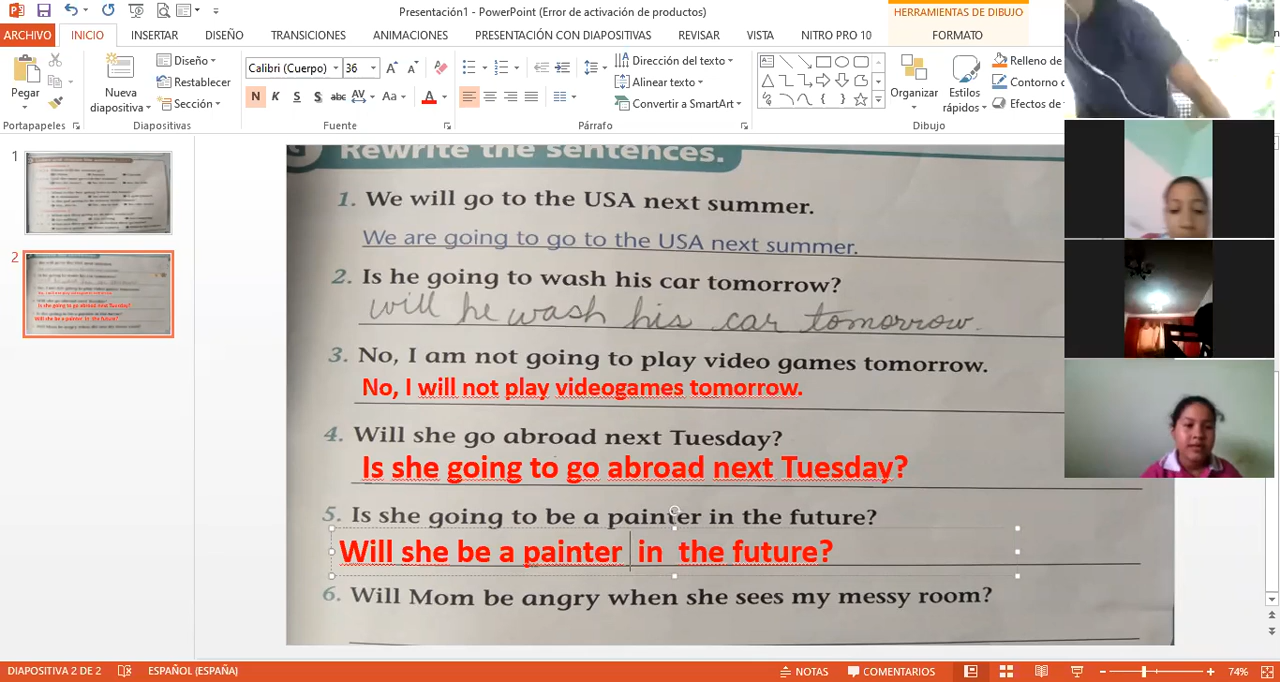 Presentación1 - PowerPoint (Error de activación de productos)
HERRAMIENTAS DE DIBUJO
ARCHIVO INICIO INSERTAR DISEÑO TRANSICIONES ANIMACIONES PRESENTACIÓN CON DIAPOSITIVAS REVISAR VISTA NITRO PRO 10 FORMATO
Pegar
Nueva diapositiva
Diseño
Restablecer
Sección
Calibri (Cuerpo) 36
N K S S abc AV Aa A
Dirección del texto
Alinear texto
Convertir a SmartArt
Organizar
Estilos rápidos
Relleno de
Contorno
Efectos de
Portapapeles Diapositivas Fuente Párrafo Dibujo
1
2
Rewrite the sentences.
1. We will go to the USA next summer.
We are going to go to the USA next summer.
2. Is he going to wash his car tomorrow?
will he wash his car tomorrow.
3. No, I am not going to play video games tomorrow.
No, I will not play videogames tomorrow.
4. Will she go abroad next Tuesday?
Is she going to go abroad next Tuesday?
5. Is she going to be a painter in the future?
Will she be a painter in the future?
6. Will Mom be angry when she sees my messy room?
DIAPOSITIVA 2 DE 2 ESPAÑOL (ESPAÑA) NOTAS COMENTARIOS 74%